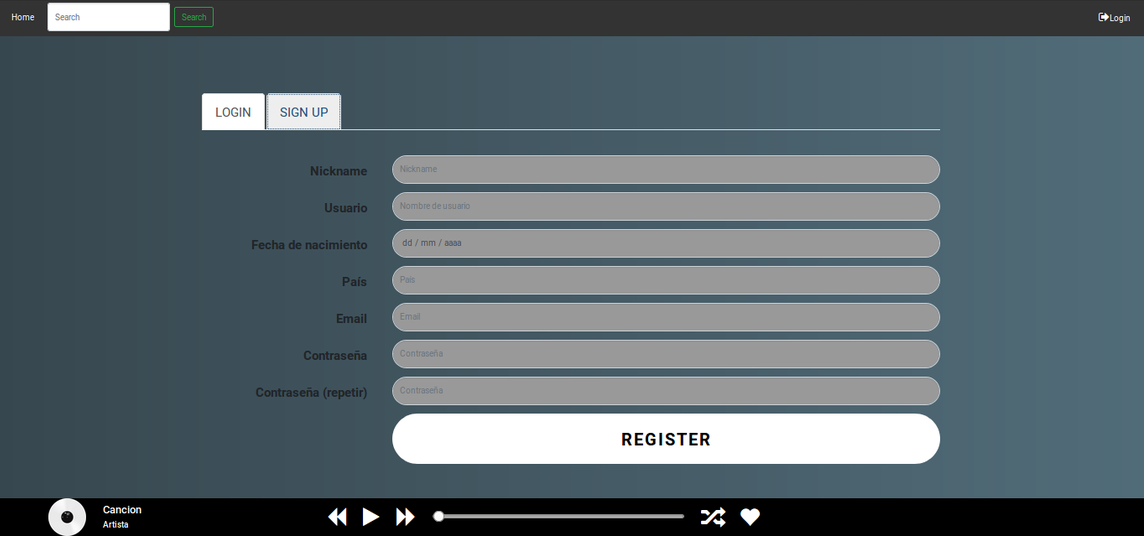 Home Search Search Login
LOGIN SIGN UP
Nickname Nickname
Usuario Nombre de usuario
Fecha de nacimiento dd / mm / aaaa
País País
Email Email
Contraseña Contraseña
Contraseña (repetir) Contraseña
REGISTER
Cancion
Artista